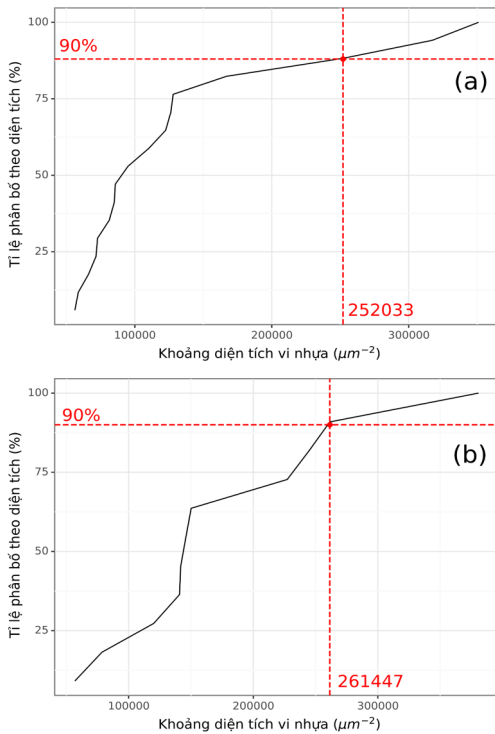 100
90%
(a)
75
50
25
252033
100000 200000 300000
Khoảng diện tích vi nhựa (μm⁻²)
Tỉ lệ phân bố theo diện tích (%)
100
90%
(b)
75
50
25
261447
100000 200000 300000
Khoảng diện tích vi nhựa (μm⁻²)
Tỉ lệ phân bố theo diện tích (%)